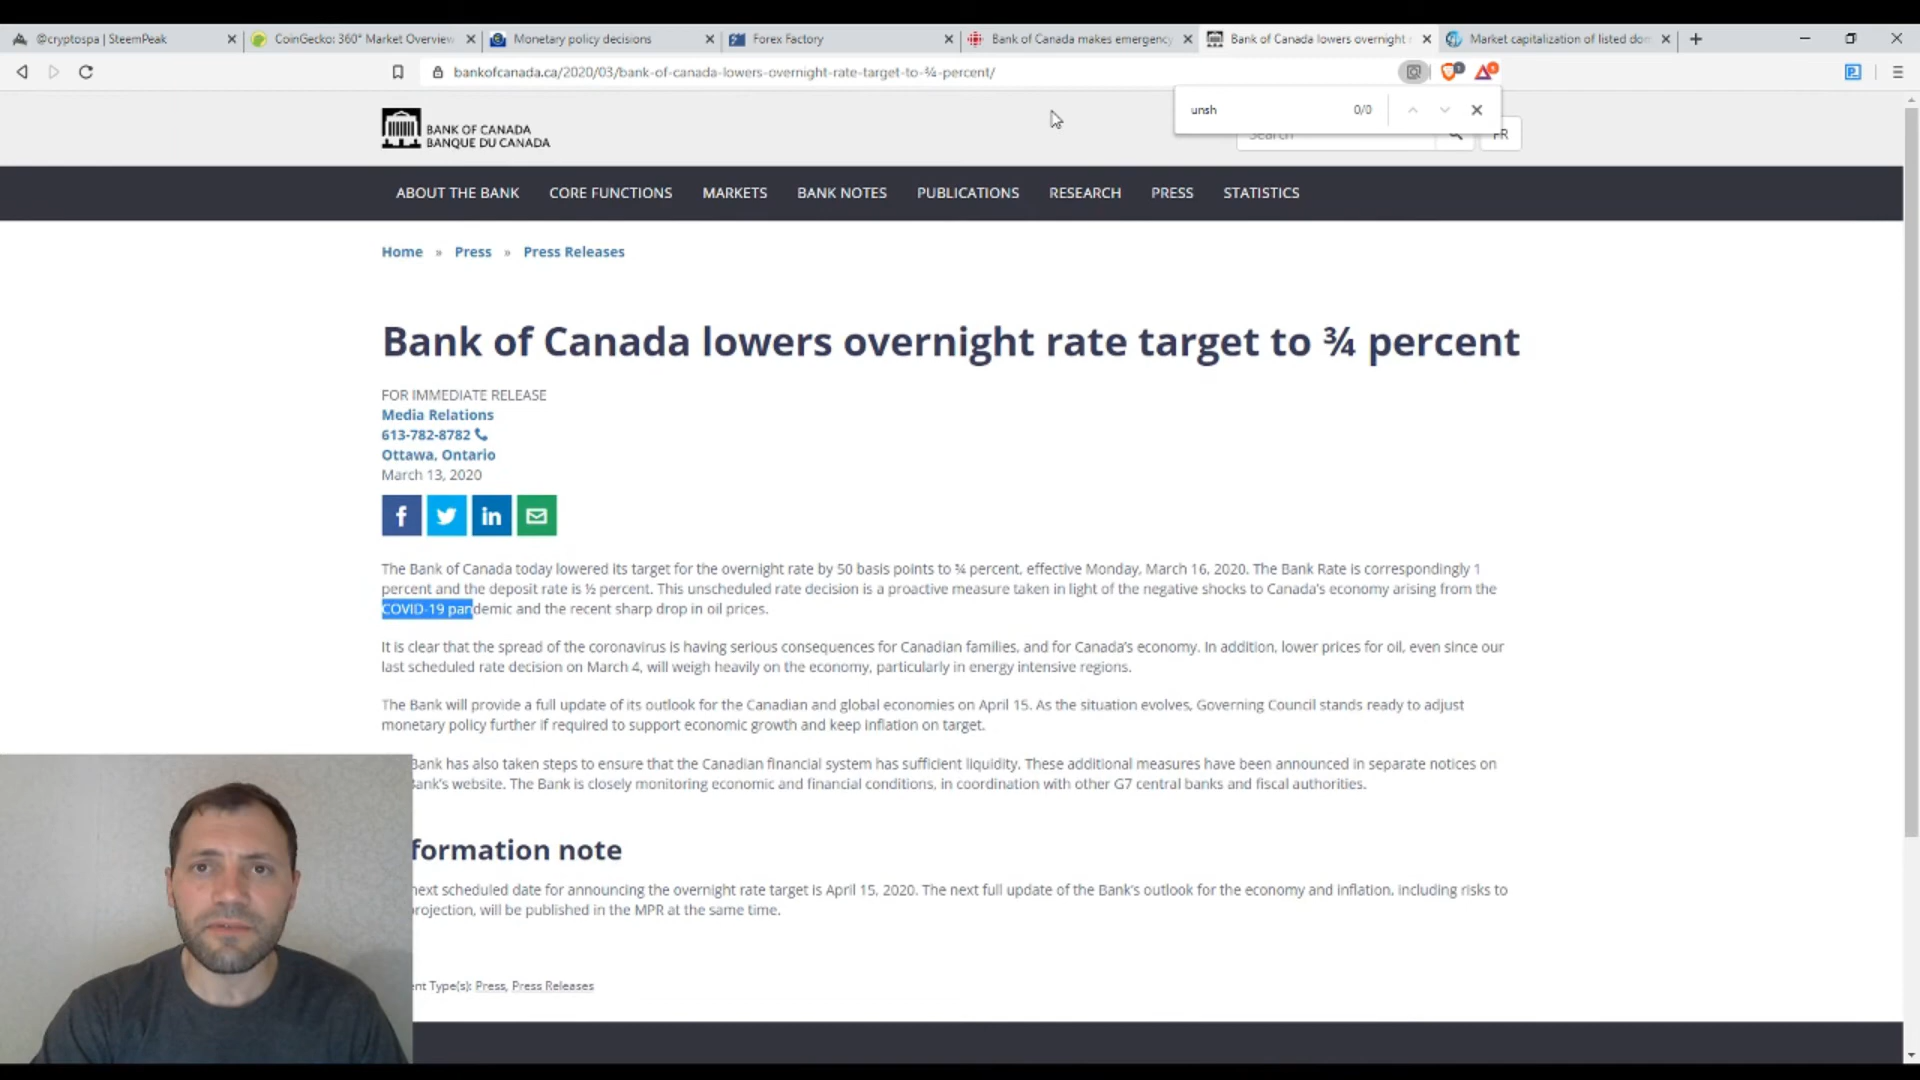 @cryptospa | SteemPeak
CoinGecko: 360° Market Overview
Monetary policy decisions
Forex Factory
Bank of Canada makes emergency
Bank of Canada lowers overnight
Market capitalization of listed dom
bankofcanada.ca/2020/03/bank-of-canada-lowers-overnight-rate-target-to-¾-percent/
unsh
0/0
BANK OF CANADA
BANQUE DU CANADA
Search
FR
ABOUT THE BANK
CORE FUNCTIONS
MARKETS
BANK NOTES
PUBLICATIONS
RESEARCH
PRESS
STATISTICS
Home » Press » Press Releases
Bank of Canada lowers overnight rate target to ¾ percent
FOR IMMEDIATE RELEASE
Media Relations
613-782-8782
Ottawa, Ontario
March 13, 2020
The Bank of Canada today lowered its target for the overnight rate by 50 basis points to ¾ percent, effective Monday, March 16, 2020. The Bank Rate is correspondingly 1
percent and the deposit rate is ½ percent. This unscheduled rate decision is a proactive measure taken in light of the negative shocks to Canada's economy arising from the
COVID-19 pandemic and the recent sharp drop in oil prices.
It is clear that the spread of the coronavirus is having serious consequences for Canadian families, and for Canada's economy. In addition, lower prices for oil, even since our
last scheduled rate decision on March 4, will weigh heavily on the economy, particularly in energy intensive regions.
The Bank will provide a full update of its outlook for the Canadian and global economies on April 15. As the situation evolves, Governing Council stands ready to adjust
monetary policy further if required to support economic growth and keep inflation on target.
Bank has also taken steps to ensure that the Canadian financial system has sufficient liquidity. These additional measures have been announced in separate notices on
Bank's website. The Bank is closely monitoring economic and financial conditions, in coordination with other G7 central banks and fiscal authorities.
formation note
next scheduled date for announcing the overnight rate target is April 15, 2020. The next full update of the Bank's outlook for the economy and inflation, including risks to
rojection, will be published in the MPR at the same time.
nt Type(s): Press, Press Releases